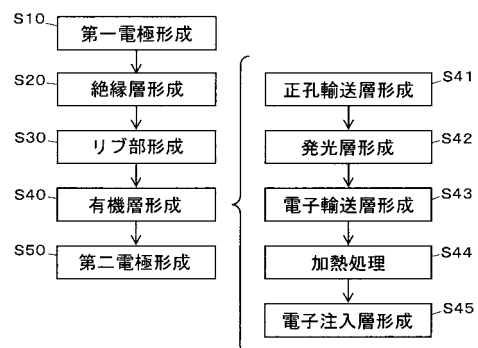 S10
第一電極形成
S20
絶縁層形成
S30
リブ部形成
S40
有機層形成
S50
第二電極形成
正孔輸送層形成
S41
発光層形成
S42
電子輸送層形成
S43
加熱処理
S44
電子注入層形成
S45